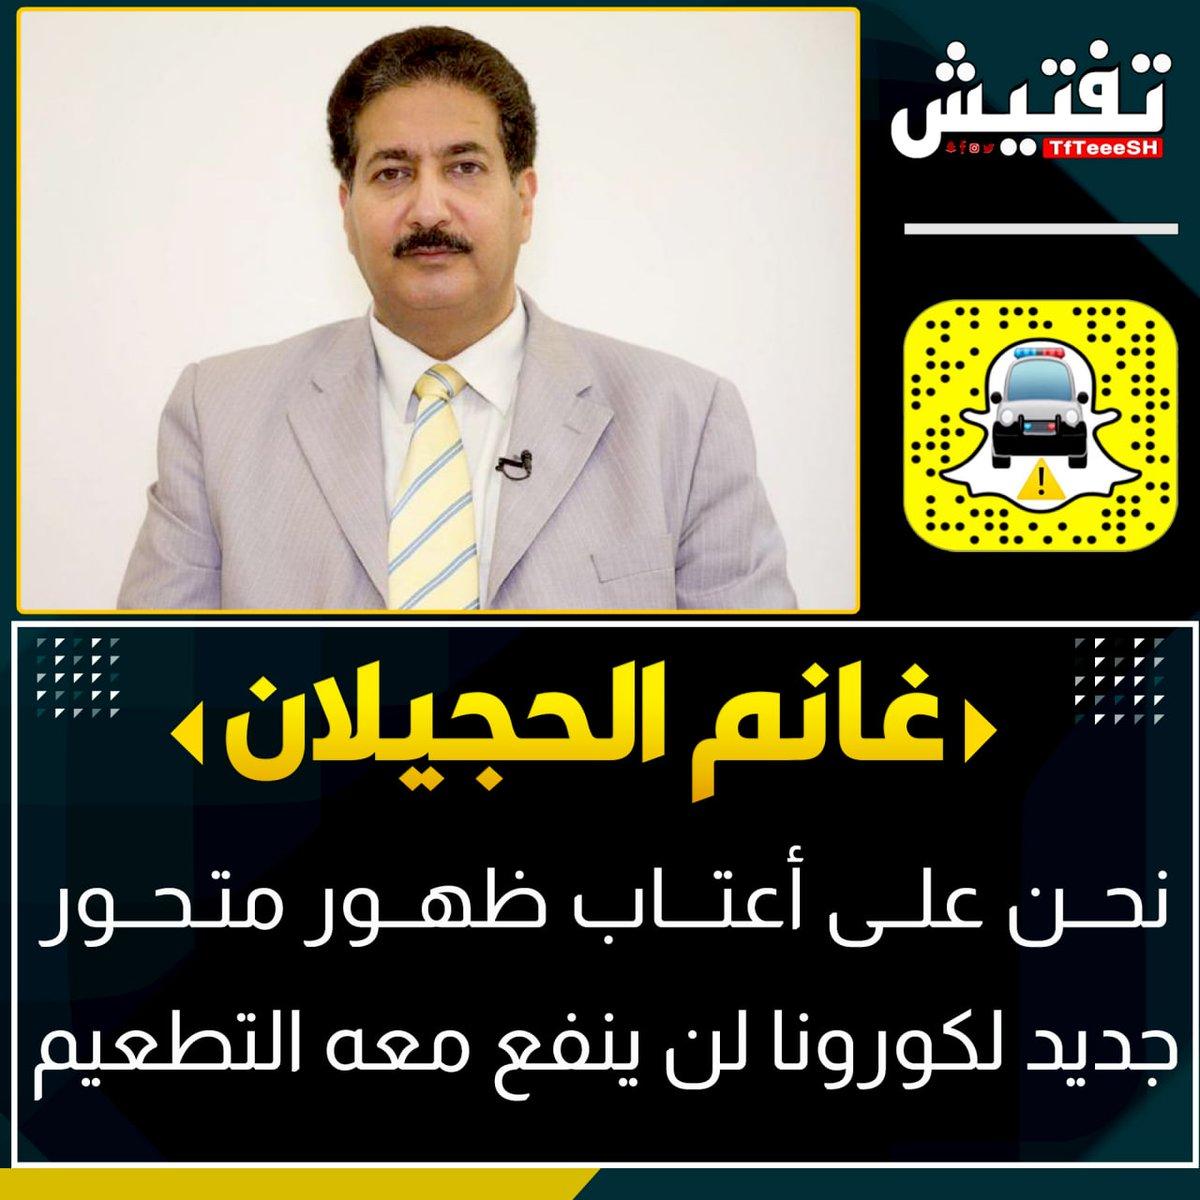 تفتيش
TfTeeeSH
غانم الحجيلان
نحن على أعتاب ظهور متحور
جديد لكورونا لن ينفع معه التطعيم